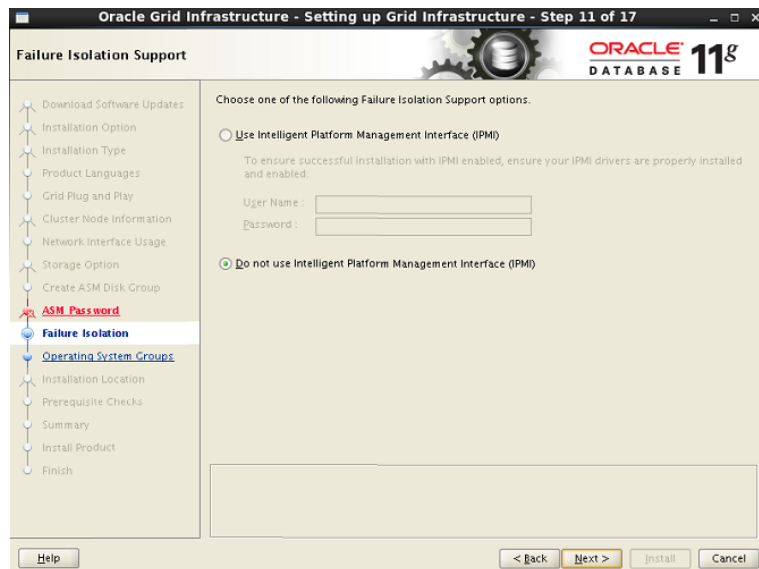 Oracle Grid Infrastructure - Setting up Grid Infrastructure - Step 11 of 17
Failure Isolation Support
ORACLE
DATABASE
11g
Download Software Updates
Installation Option
Installation Type
Product Languages
Grid Plug and Play
Cluster Node Information
Network Interface Usage
Storage Option
Create ASM Disk Group
ASM Password
Failure Isolation
Operating System Groups
Installation Location
Prerequisite Checks
Summary
Install Product
Finish
Choose one of the following Failure Isolation Support options.
Use Intelligent Platform Management Interface (IPMI)
To ensure successful installation with IPMI enabled, ensure your IPMI drivers are properly installed
and enabled.
User Name :
Password :
Do not use Intelligent Platform Management Interface (IPMI)
Help
< Back
Next >
Install
Cancel